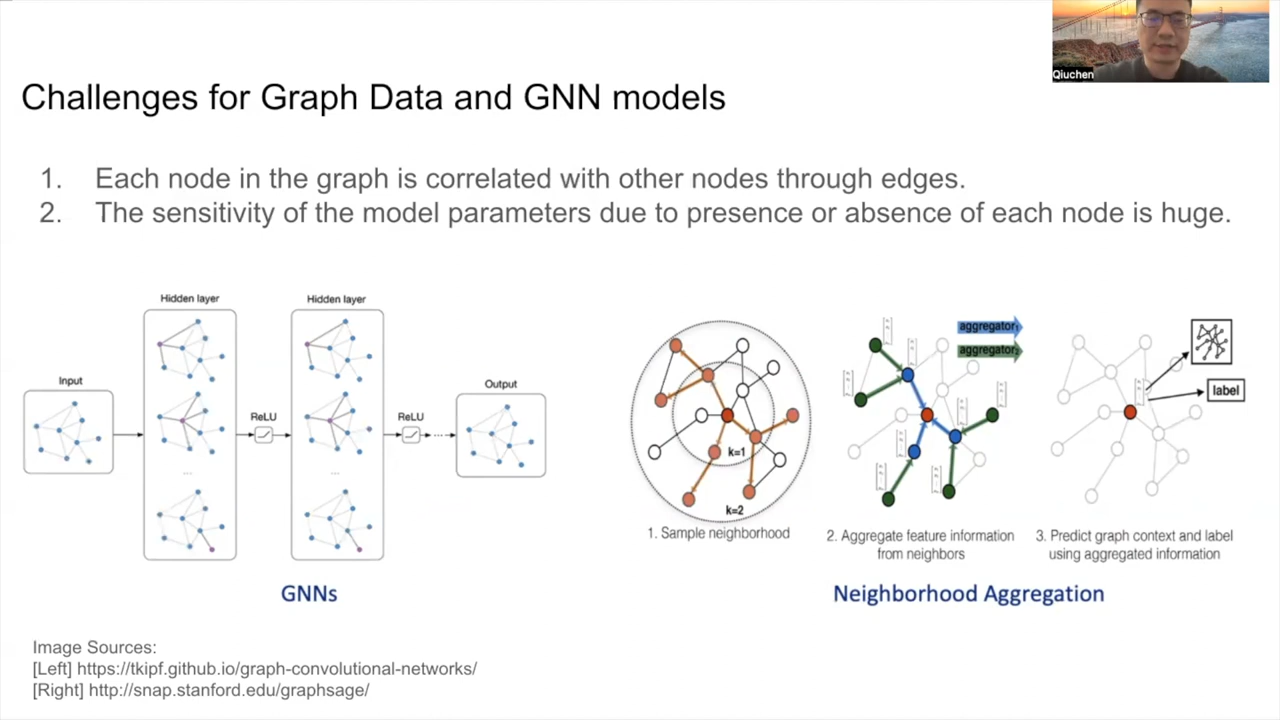 Qiuchen
Challenges for Graph Data and GNN models
1. Each node in the graph is correlated with other nodes through edges.
2. The sensitivity of the model parameters due to presence or absence of each node is huge.
Hidden layer
Hidden layer
Input
Output
ReLU
ReLU
...
...
GNNs
aggregator1
aggregator2
label
k=1
k=2
1. Sample neighborhood
2. Aggregate feature information
from neighbors
3. Predict graph context and label
using aggregated information
Neighborhood Aggregation
Image Sources:
[Left] https://tkipf.github.io/graph-convolutional-networks/
[Right] http://snap.stanford.edu/graphsage/